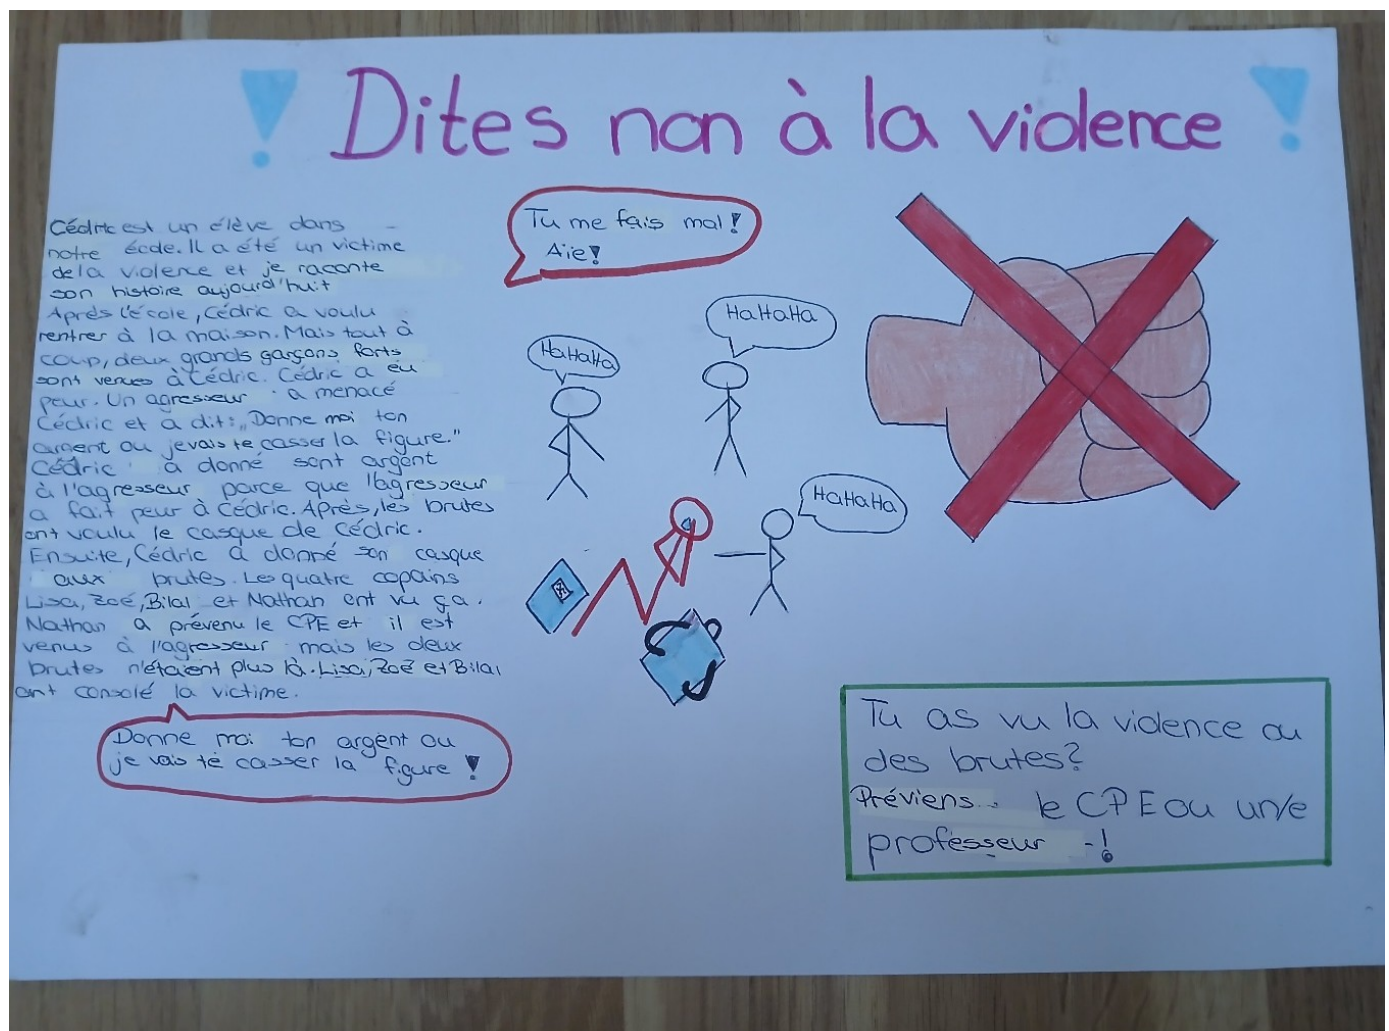 ! Dites non à la violence !
Cédric est un élève dans
notre école. Il a été un victime
de la violence et je raconte
son histoire aujourd'huit
Après l'école, Cédric a voulu
rentrer à la maison. Mais tout à
coup, deux grands garçons forts
sont venues à Cédric. Cédric a eu
peur. Un agresseur a menacé
Cédric et a dit: „Donne moi ton
argent ou je vais te casser la figure."
Cédric a donné sont argent
à l'agresseur parce que l'agresseur
a fait peur à Cédric. Après, les brutes
ont voulu le casque de Cédric.
Ensuite, Cédric a donné son casque
aux brutes. Les quatre copains
Lisa, Zoé, Bilal et Nathan ont vu ça.
Nathan a prévenu le CPE et il est
venus à l'agresseur mais les deux
brutes n'étaient plus là. Lisa, Zoé et Bilal
ont consolé la victime.
Donne moi ton argent ou
je vais te casser la figure !
Tu me fais mal !
Aïe!
HaHaHa
HaHaHa
HaHaHa
Tu as vu la violence ou
des brutes?
Préviens le CPE ou un/e
professeur !